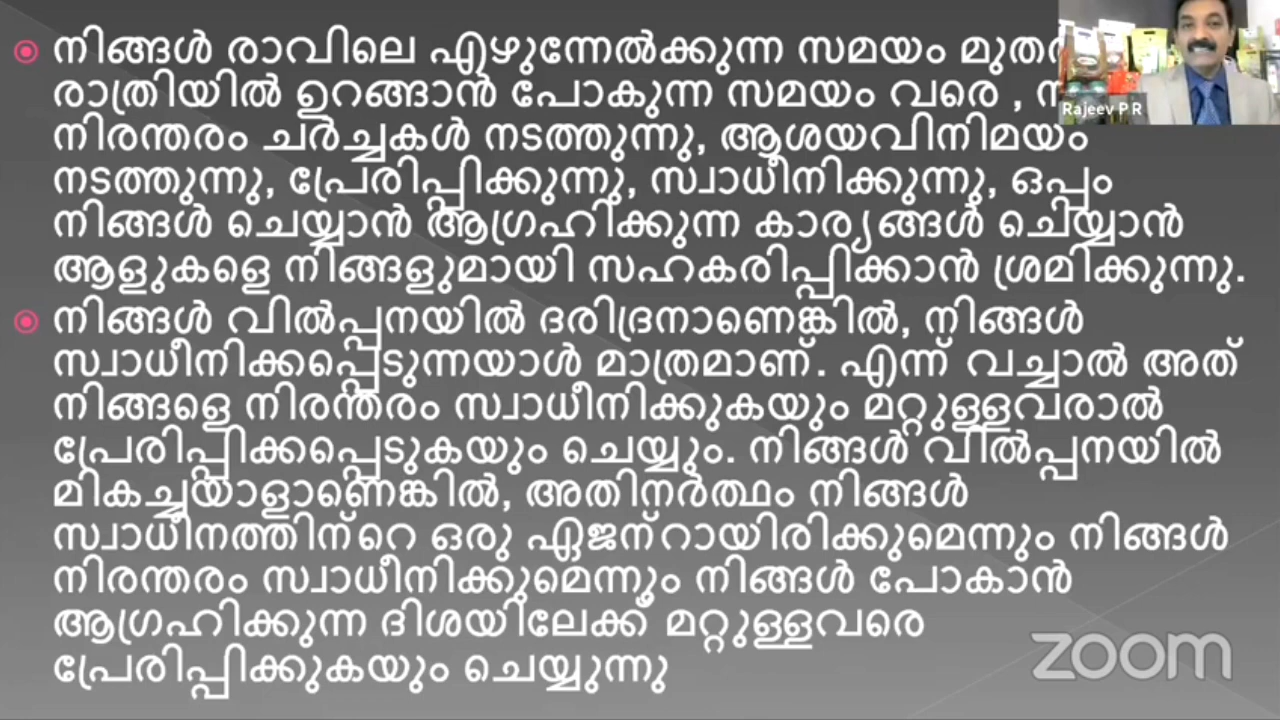 നിങ്ങൾ രാവിലെ എഴുന്നേൽക്കുന്ന സമയം
രാത്രിയിൽ ഉറങ്ങാൻ പോകുന്ന സമയം വരെ ,
നിരന്തരം ചർച്ചകൾ നടത്തുന്നു, ആശയവിനിമയം
നടത്തുന്നു, പ്രേരിപ്പിക്കുന്നു, സ്വാധീനിക്കുന്നു, ഒപ്പം
നിങ്ങൾ ചെയ്യാൻ ആഗ്രഹിക്കുന്ന കാര്യങ്ങൾ ചെയ്യാൻ
ആളുകളെ നിങ്ങളുമായി സഹകരിപ്പിക്കാൻ ശ്രമിക്കുന്നു.
നിങ്ങൾ വിൽപ്പനയിൽ ദരിദ്രനാണെങ്കിൽ, നിങ്ങൾ
സ്വാധീനിക്കപ്പെടുന്നയാൾ മാത്രമാണ്. എന്ന് വച്ചാൽ അത്
നിങ്ങളെ നിരന്തരം സ്വാധീനിക്കുകയും മറ്റുള്ളവരാൽ
പ്രേരിപ്പിക്കപ്പെടുകയും ചെയ്യും. നിങ്ങൾ വിൽപ്പനയിൽ
മികച്ചയാളാണെങ്കിൽ, അതിനർത്ഥം നിങ്ങൾ
സ്വാധീനത്തിന്റെ ഒരു ഏജന്റായിരിക്കുമെന്നും നിങ്ങൾ
നിരന്തരം സ്വാധീനിക്കുമെന്നും നിങ്ങൾ പോകാൻ
ആഗ്രഹിക്കുന്ന ദിശയിലേക്ക് മറ്റുള്ളവരെ
പ്രേരിപ്പിക്കുകയും ചെയ്യുന്നു
Rajeev P R
zoom